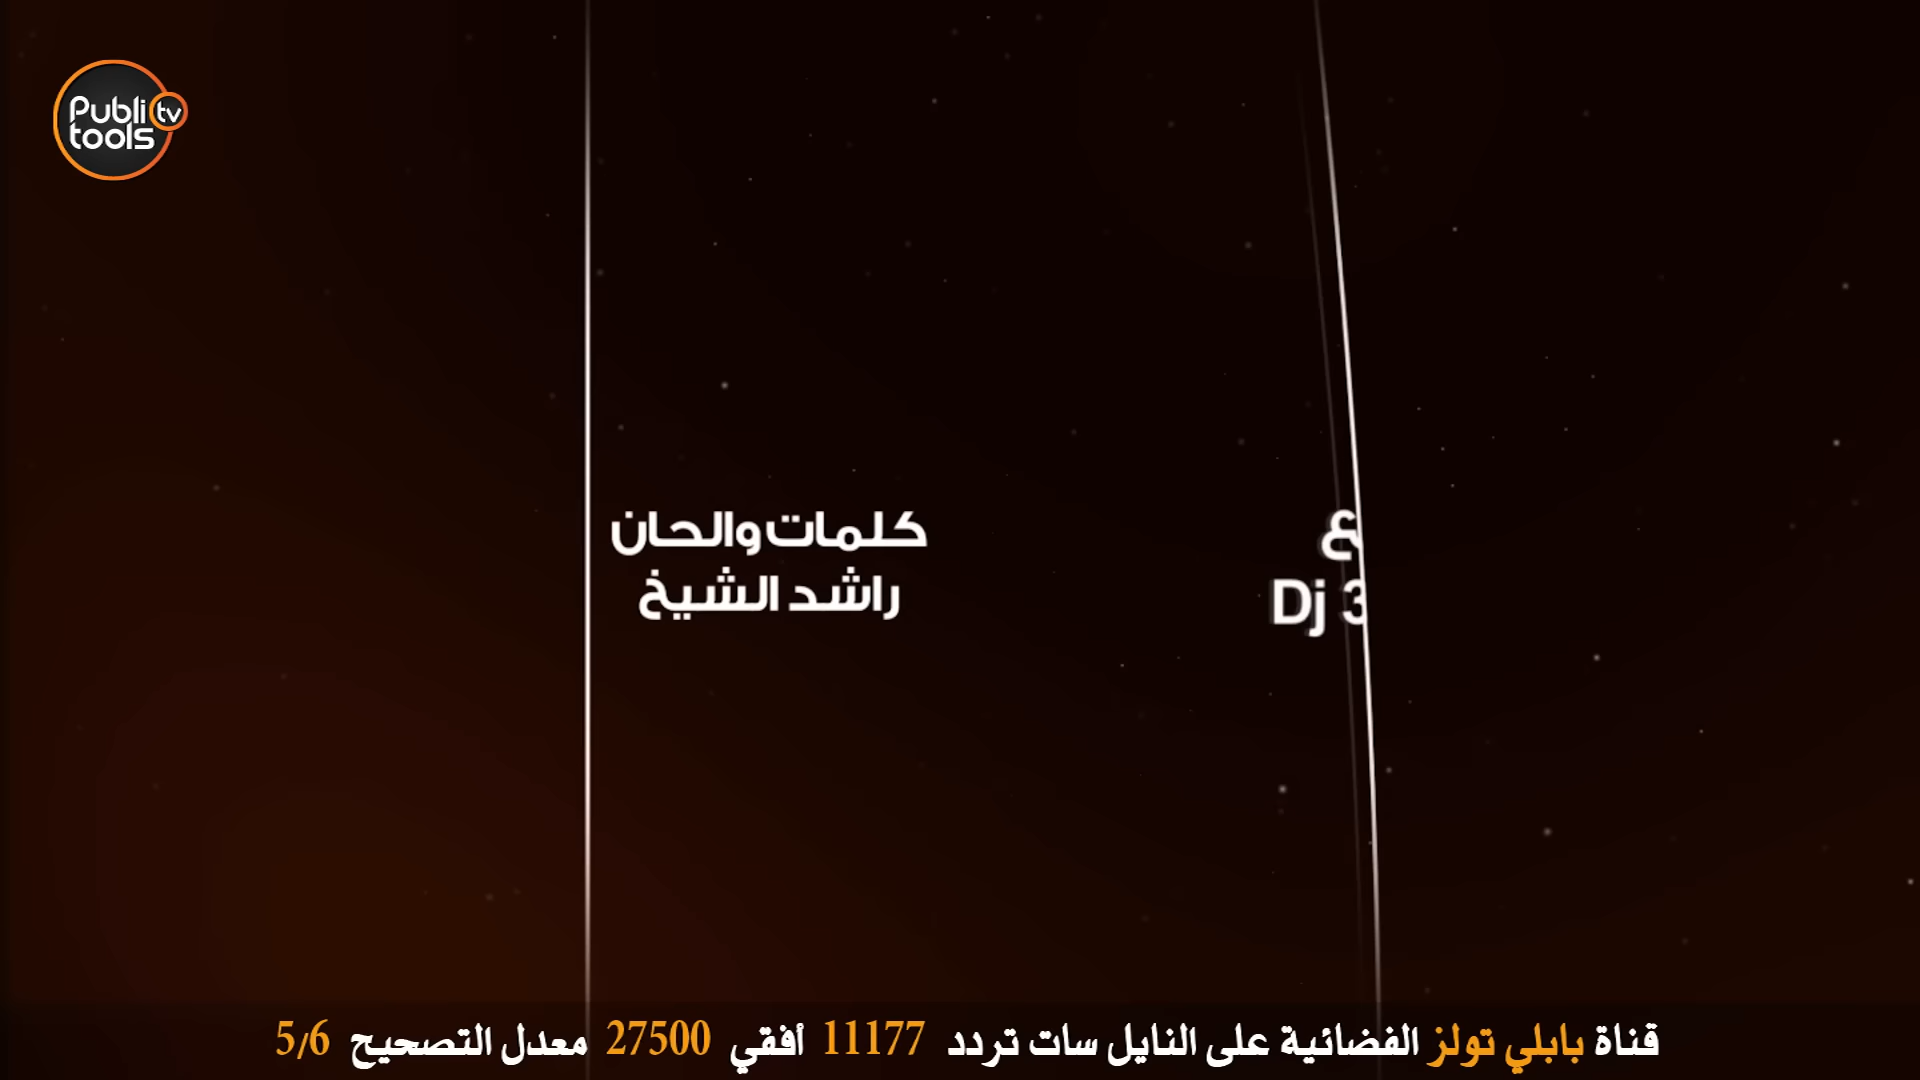 Publi tv
tools
كلمات والحان
راشد الشيخ
ع
Dj 3
قناة بابلي تولز الفضائية على النايل سات تردد 11177 أفقي 27500 معدل التصحيح 5/6